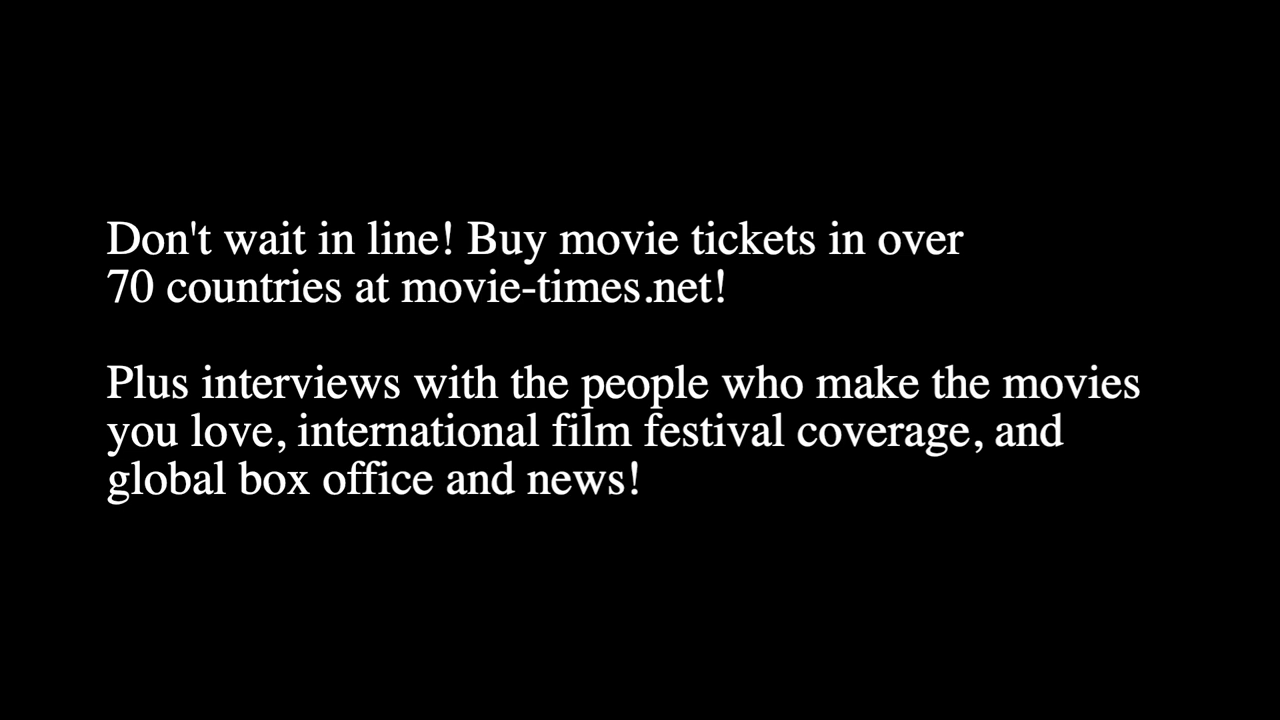 Don't wait in line! Buy movie tickets in over
70 countries at movie-times.net!
Plus interviews with the people who make the movies
you love, international film festival coverage, and
global box office and news!